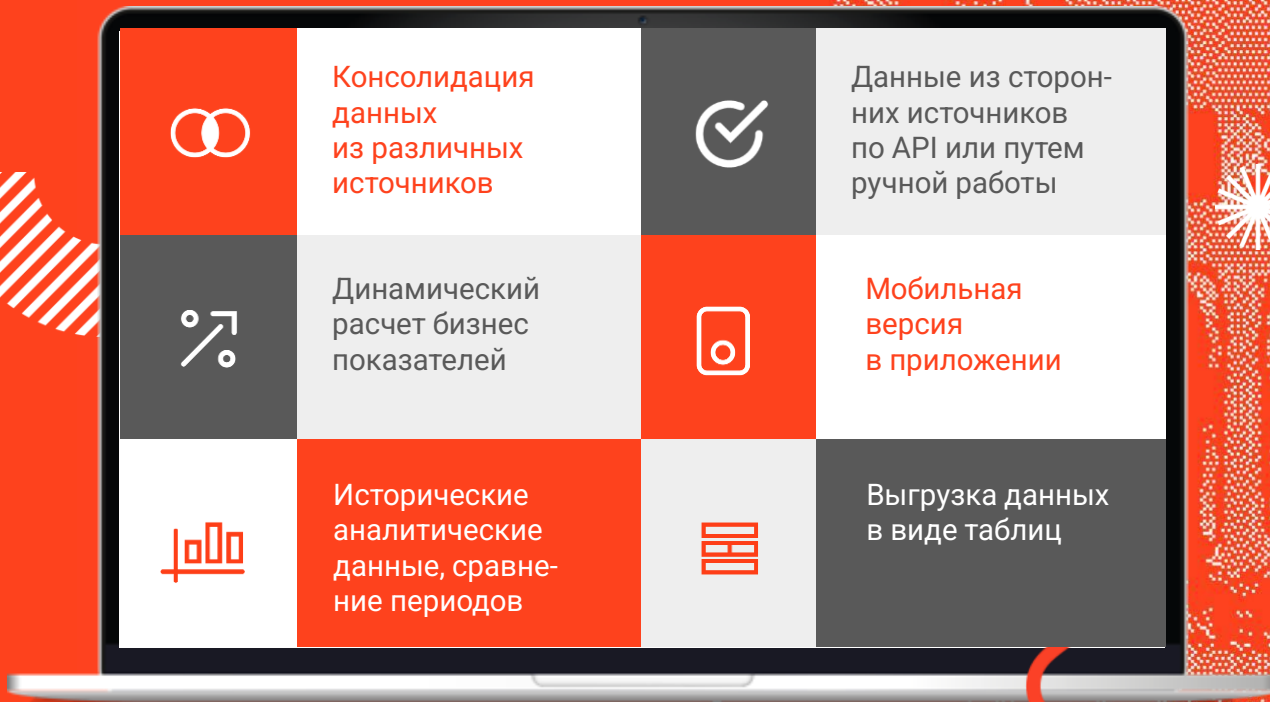 Консолидация
данных
из различных
источников
Данные из сторон-
них источников
по API или путем
ручной работы
Динамический
расчет бизнес
показателей
Мобильная
версия
в приложении
Исторические
аналитические
данные, сравне-
ние периодов
Выгрузка данных
в виде таблиц